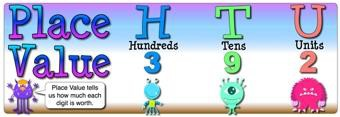 Place Value
H T U
Hundreds Tens Units
3 9 2
Place Value tells
us how much each
digit is worth.